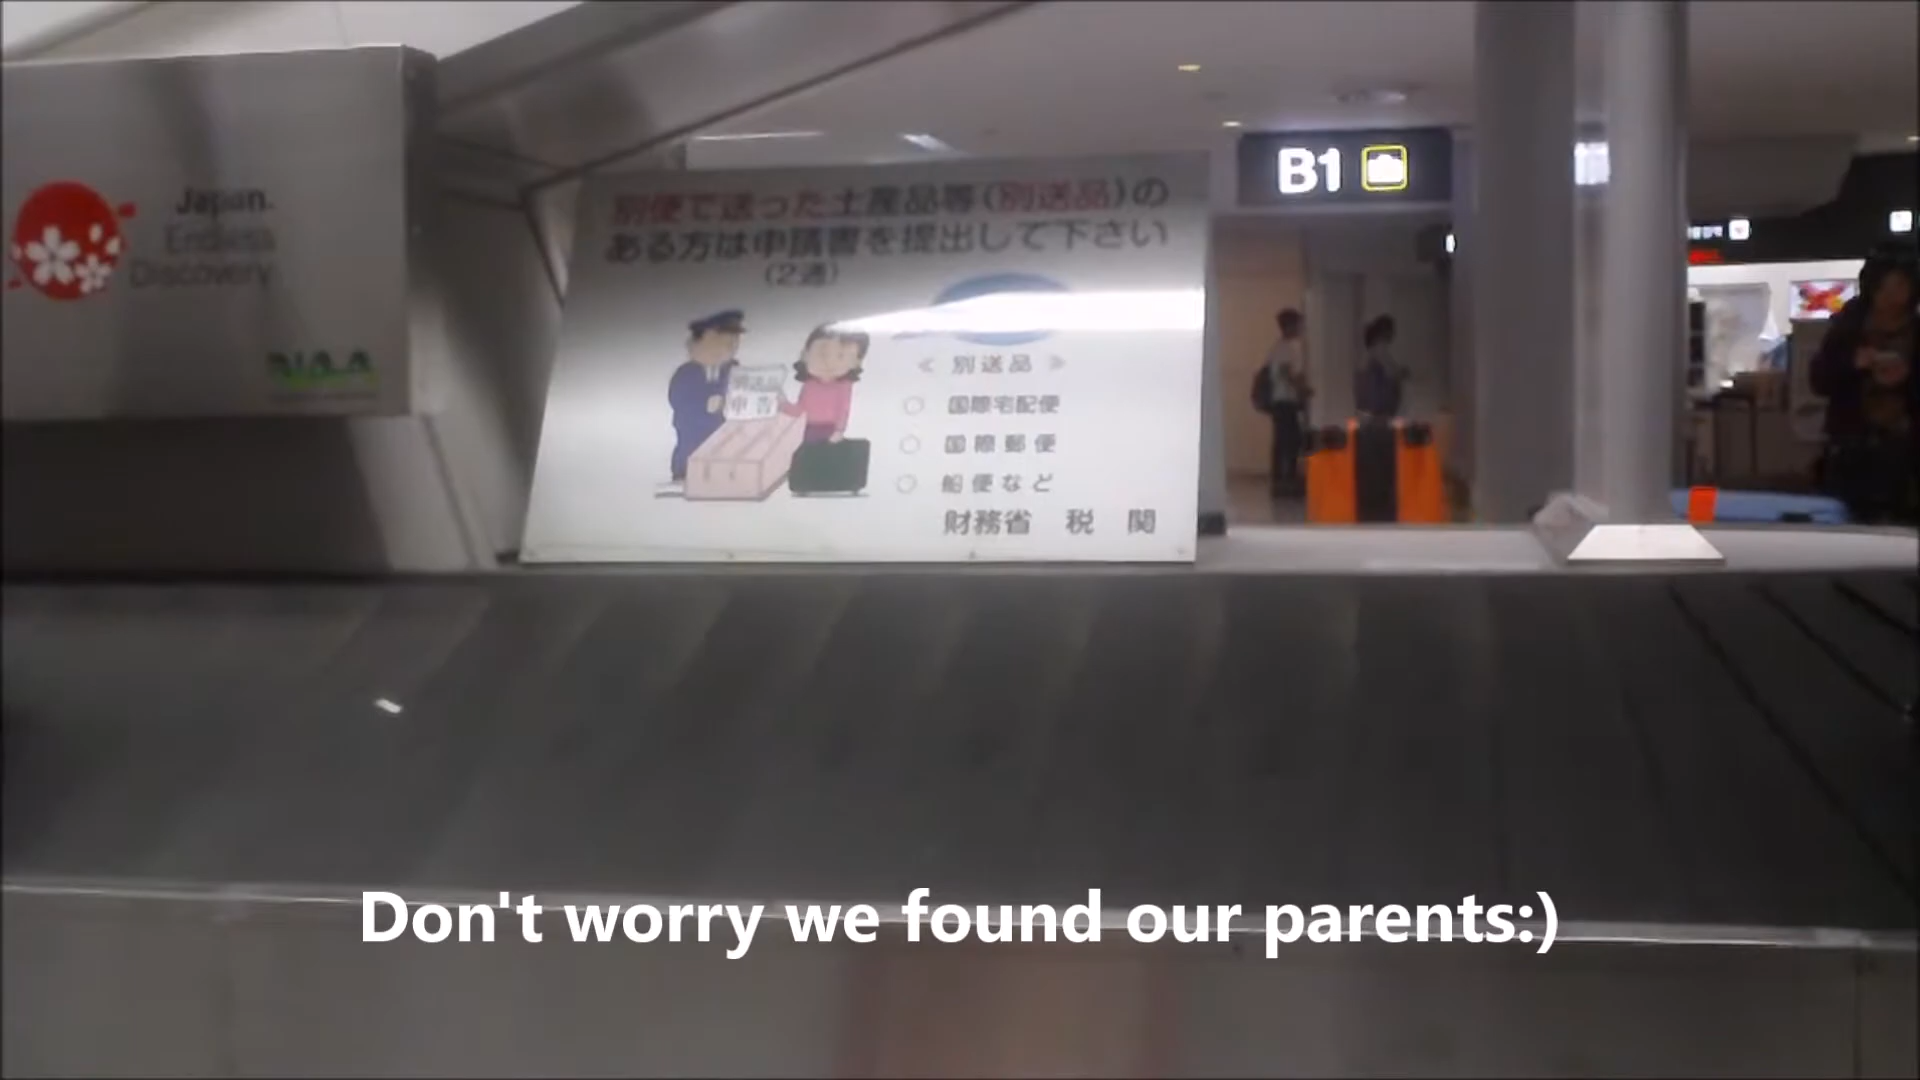 Japan.
Endless
Discovery
NAA
別便で送った土産品等(別送品)の
ある方は申請書を提出して下さい
(2通)
別送品
申告
≪ 別送品 ≫
○ 国際宅配便
○ 国際郵便
○ 船便など
財務省 税関
B1
Don't worry we found our parents:)